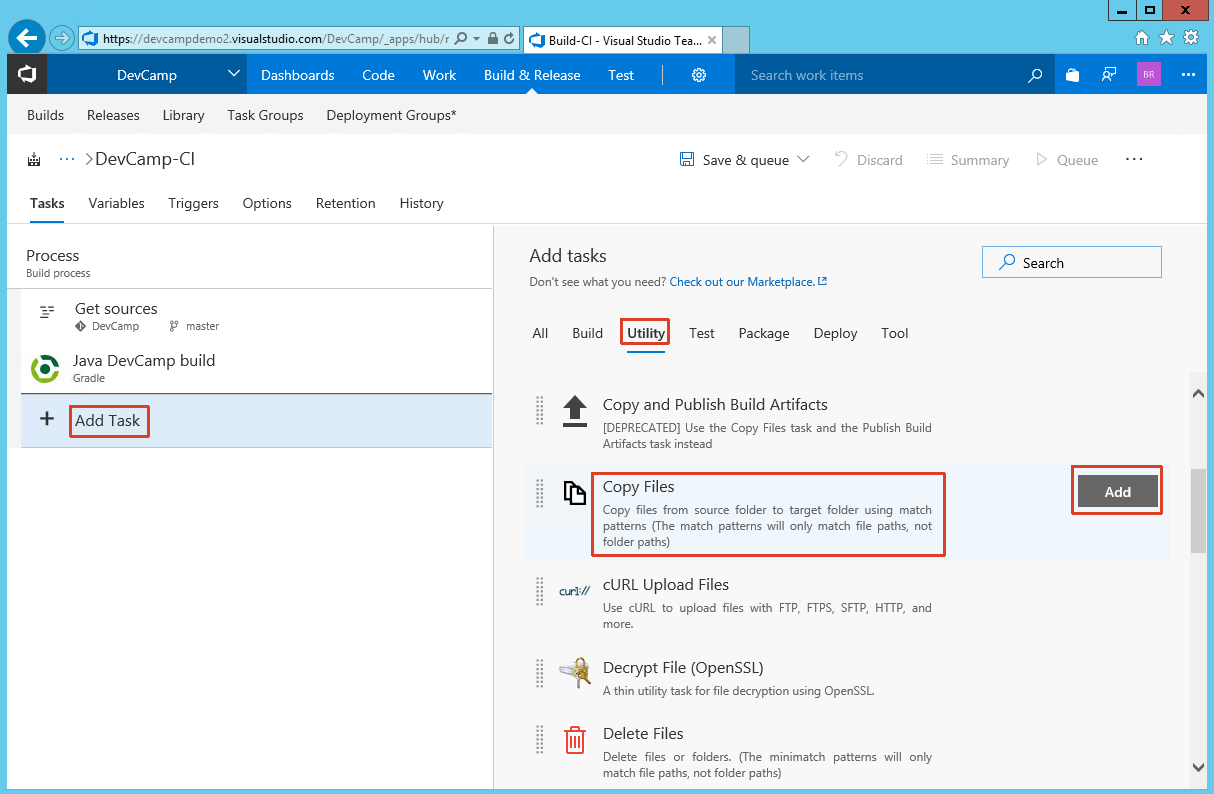 https://devcampdemo2.visualstudio.com/DevCamp/_apps/hub/r
Build-CI - Visual Studio Tea...
DevCamp
Dashboards
Code
Work
Build & Release
Test
Search work items
BR
Builds
Releases
Library
Task Groups
Deployment Groups*
DevCamp-CI
Save & queue
Discard
Summary
Queue
Tasks
Variables
Triggers
Options
Retention
History
Process
Build process
Get sources
DevCamp
master
Java DevCamp build
Gradle
Add Task
Add tasks
Don't see what you need? Check out our Marketplace.
Search
All
Build
Utility
Test
Package
Deploy
Tool
Copy and Publish Build Artifacts
[DEPRECATED] Use the Copy Files task and the Publish Build
Artifacts task instead
Copy Files
Copy files from source folder to target folder using match
patterns (The match patterns will only match file paths, not
folder paths)
Add
curl://
cURL Upload Files
Use cURL to upload files with FTP, FTPS, SFTP, HTTP, and
more.
Decrypt File (OpenSSL)
A thin utility task for file decryption using OpenSSL.
Delete Files
Delete files or folders. (The minimatch patterns will only
match file paths, not folder paths)